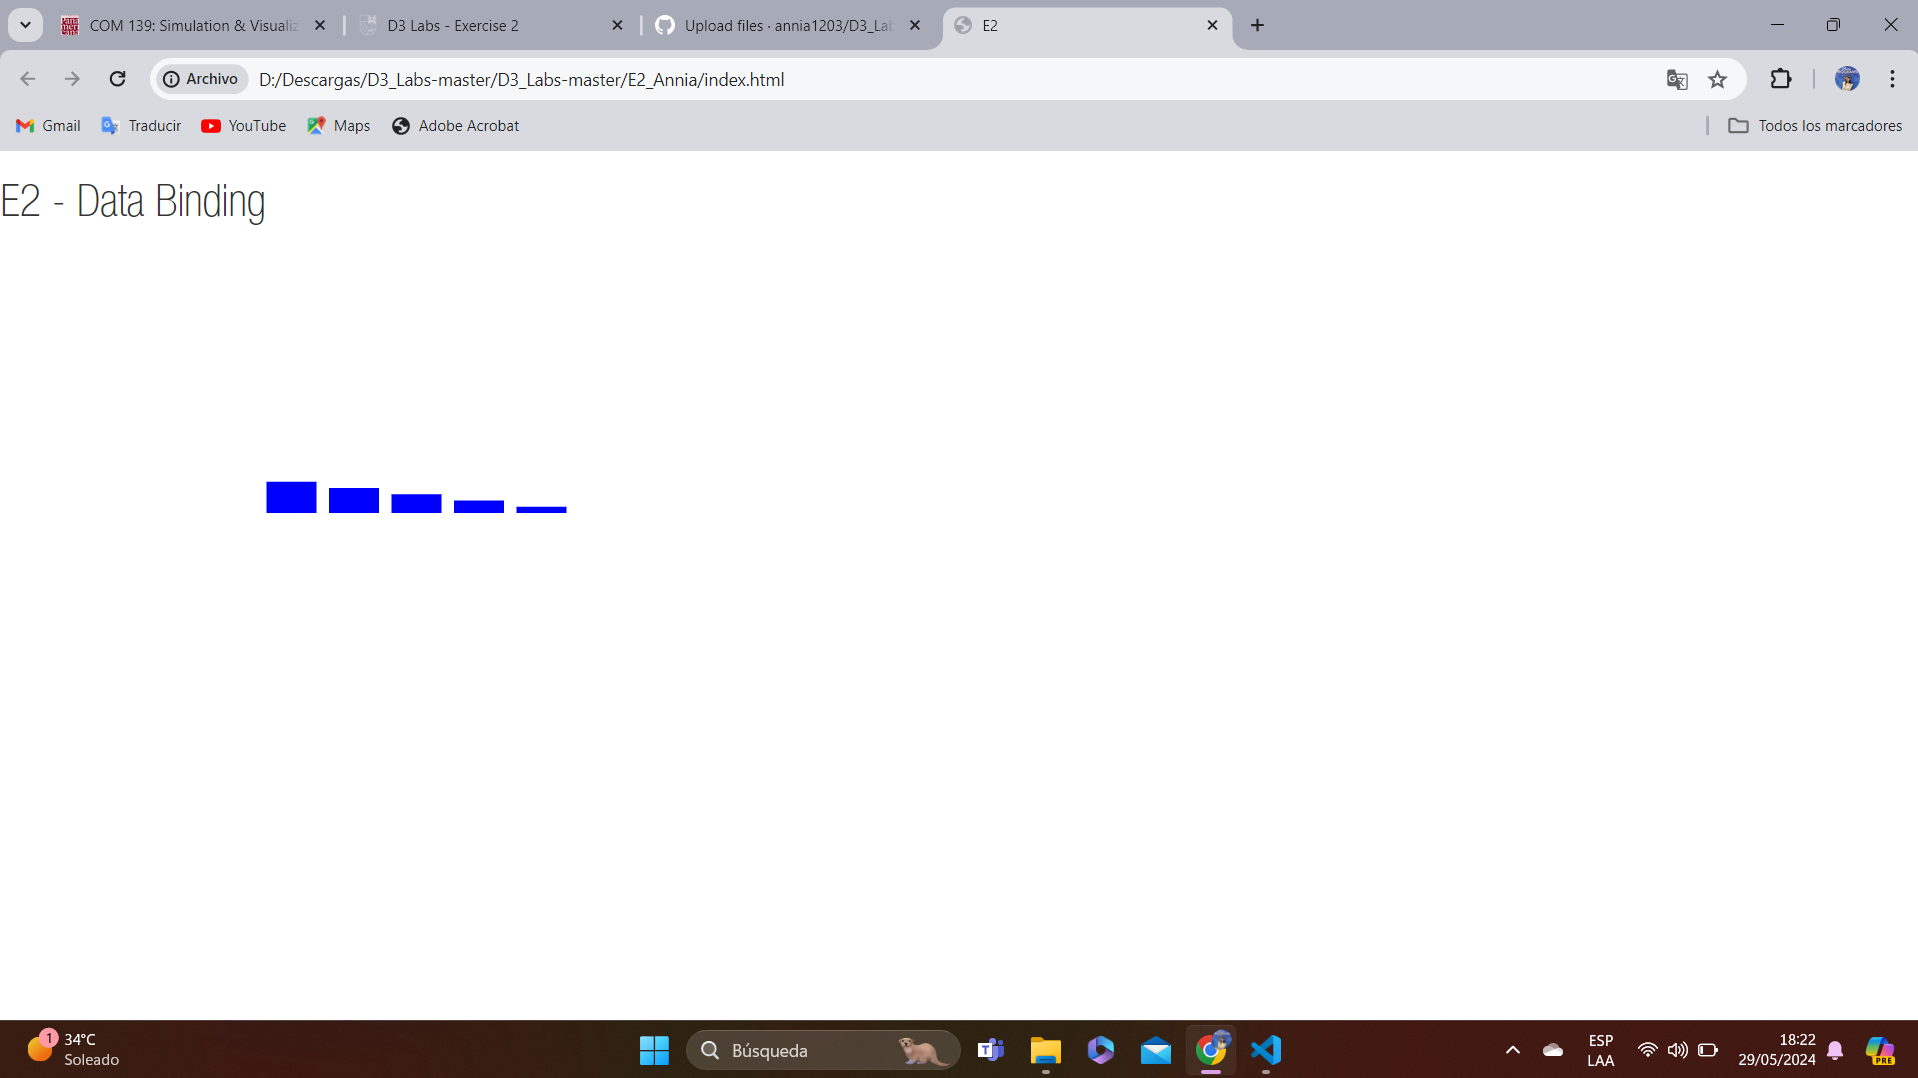 COM 139: Simulation & Visualiz
D3 Labs - Exercise 2
Upload files · annia1203/D3_Lab
E2
Archivo
D:/Descargas/D3_Labs-master/D3_Labs-master/E2_Annia/index.html
Gmail
Traducir
YouTube
Maps
Adobe Acrobat
Todos los marcadores
E2 - Data Binding
1
34°C
Soleado
Búsqueda
ESP
LAA
18:22
29/05/2024
PRE